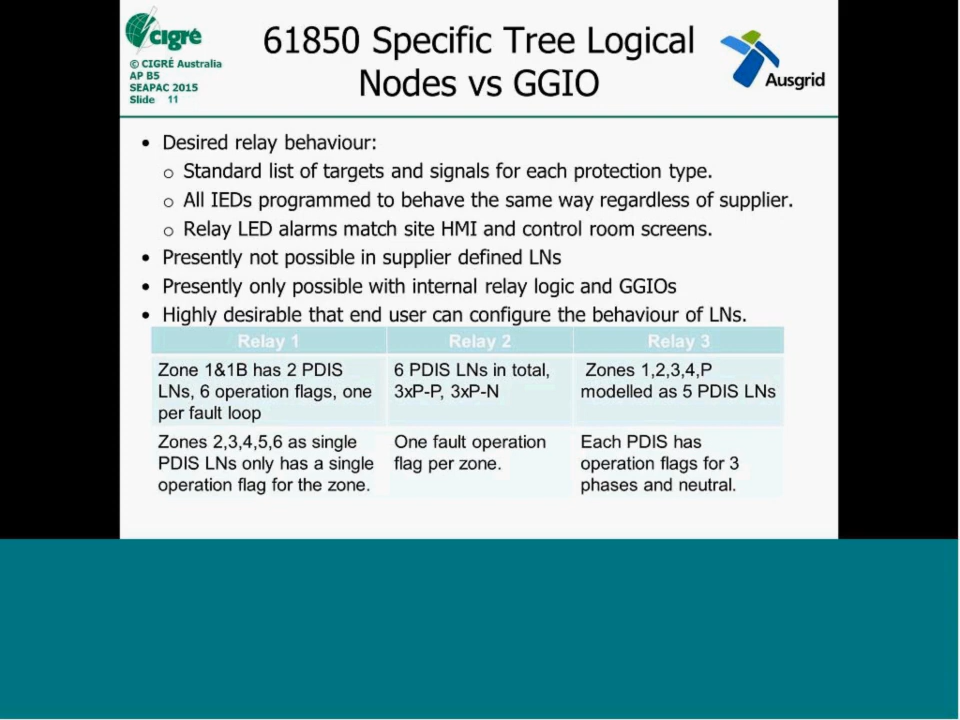 cigré
© CIGRÉ Australia
AP B5
SEAPAC 2015
Slide 11
61850 Specific Tree Logical
Nodes vs GGIO
Ausgrid
• Desired relay behaviour:
o Standard list of targets and signals for each protection type.
o All IEDs programmed to behave the same way regardless of supplier.
o Relay LED alarms match site HMI and control room screens.
• Presently not possible in supplier defined LNs
• Presently only possible with internal relay logic and GGIOs
• Highly desirable that end user can configure the behaviour of LNs.
Relay 1 Relay 2 Relay 3
Zone 1&1B has 2 PDIS
LNs, 6 operation flags, one
per fault loop
6 PDIS LNs in total,
3xP-P, 3xP-N
Zones 1,2,3,4,P
modelled as 5 PDIS LNs
Zones 2,3,4,5,6 as single
PDIS LNs only has a single
operation flag for the zone.
One fault operation
flag per zone.
Each PDIS has
operation flags for 3
phases and neutral.